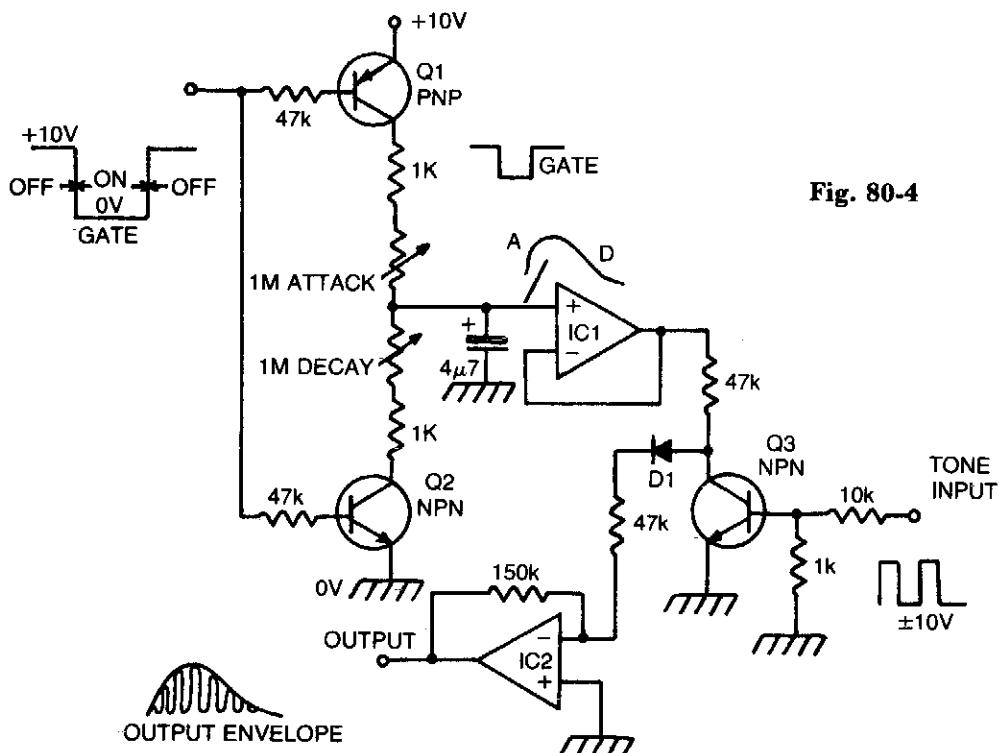 +10V
Q1
PNP
47k
+10V
OFF
ON
OFF
0V
GATE
1K
GATE
Fig. 80-4
A
D
1M ATTACK
+
IC1
−
+
4μ7
1M DECAY
47k
1K
Q3
NPN
TONE
INPUT
D1
10k
Q2
NPN
47k
47k
1k
±10V
0V
150k
OUTPUT
−
IC2
+
OUTPUT ENVELOPE